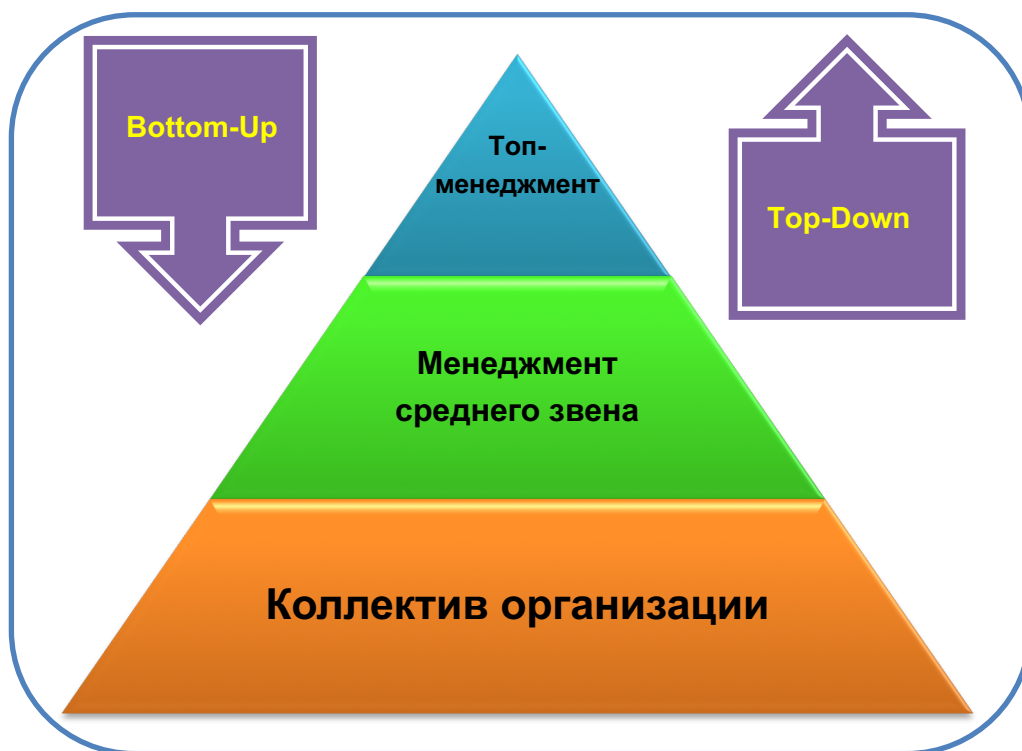 Bottom-Up
Топ-
менеджмент
Top-Down
Менеджмент
среднего звена
Коллектив организации